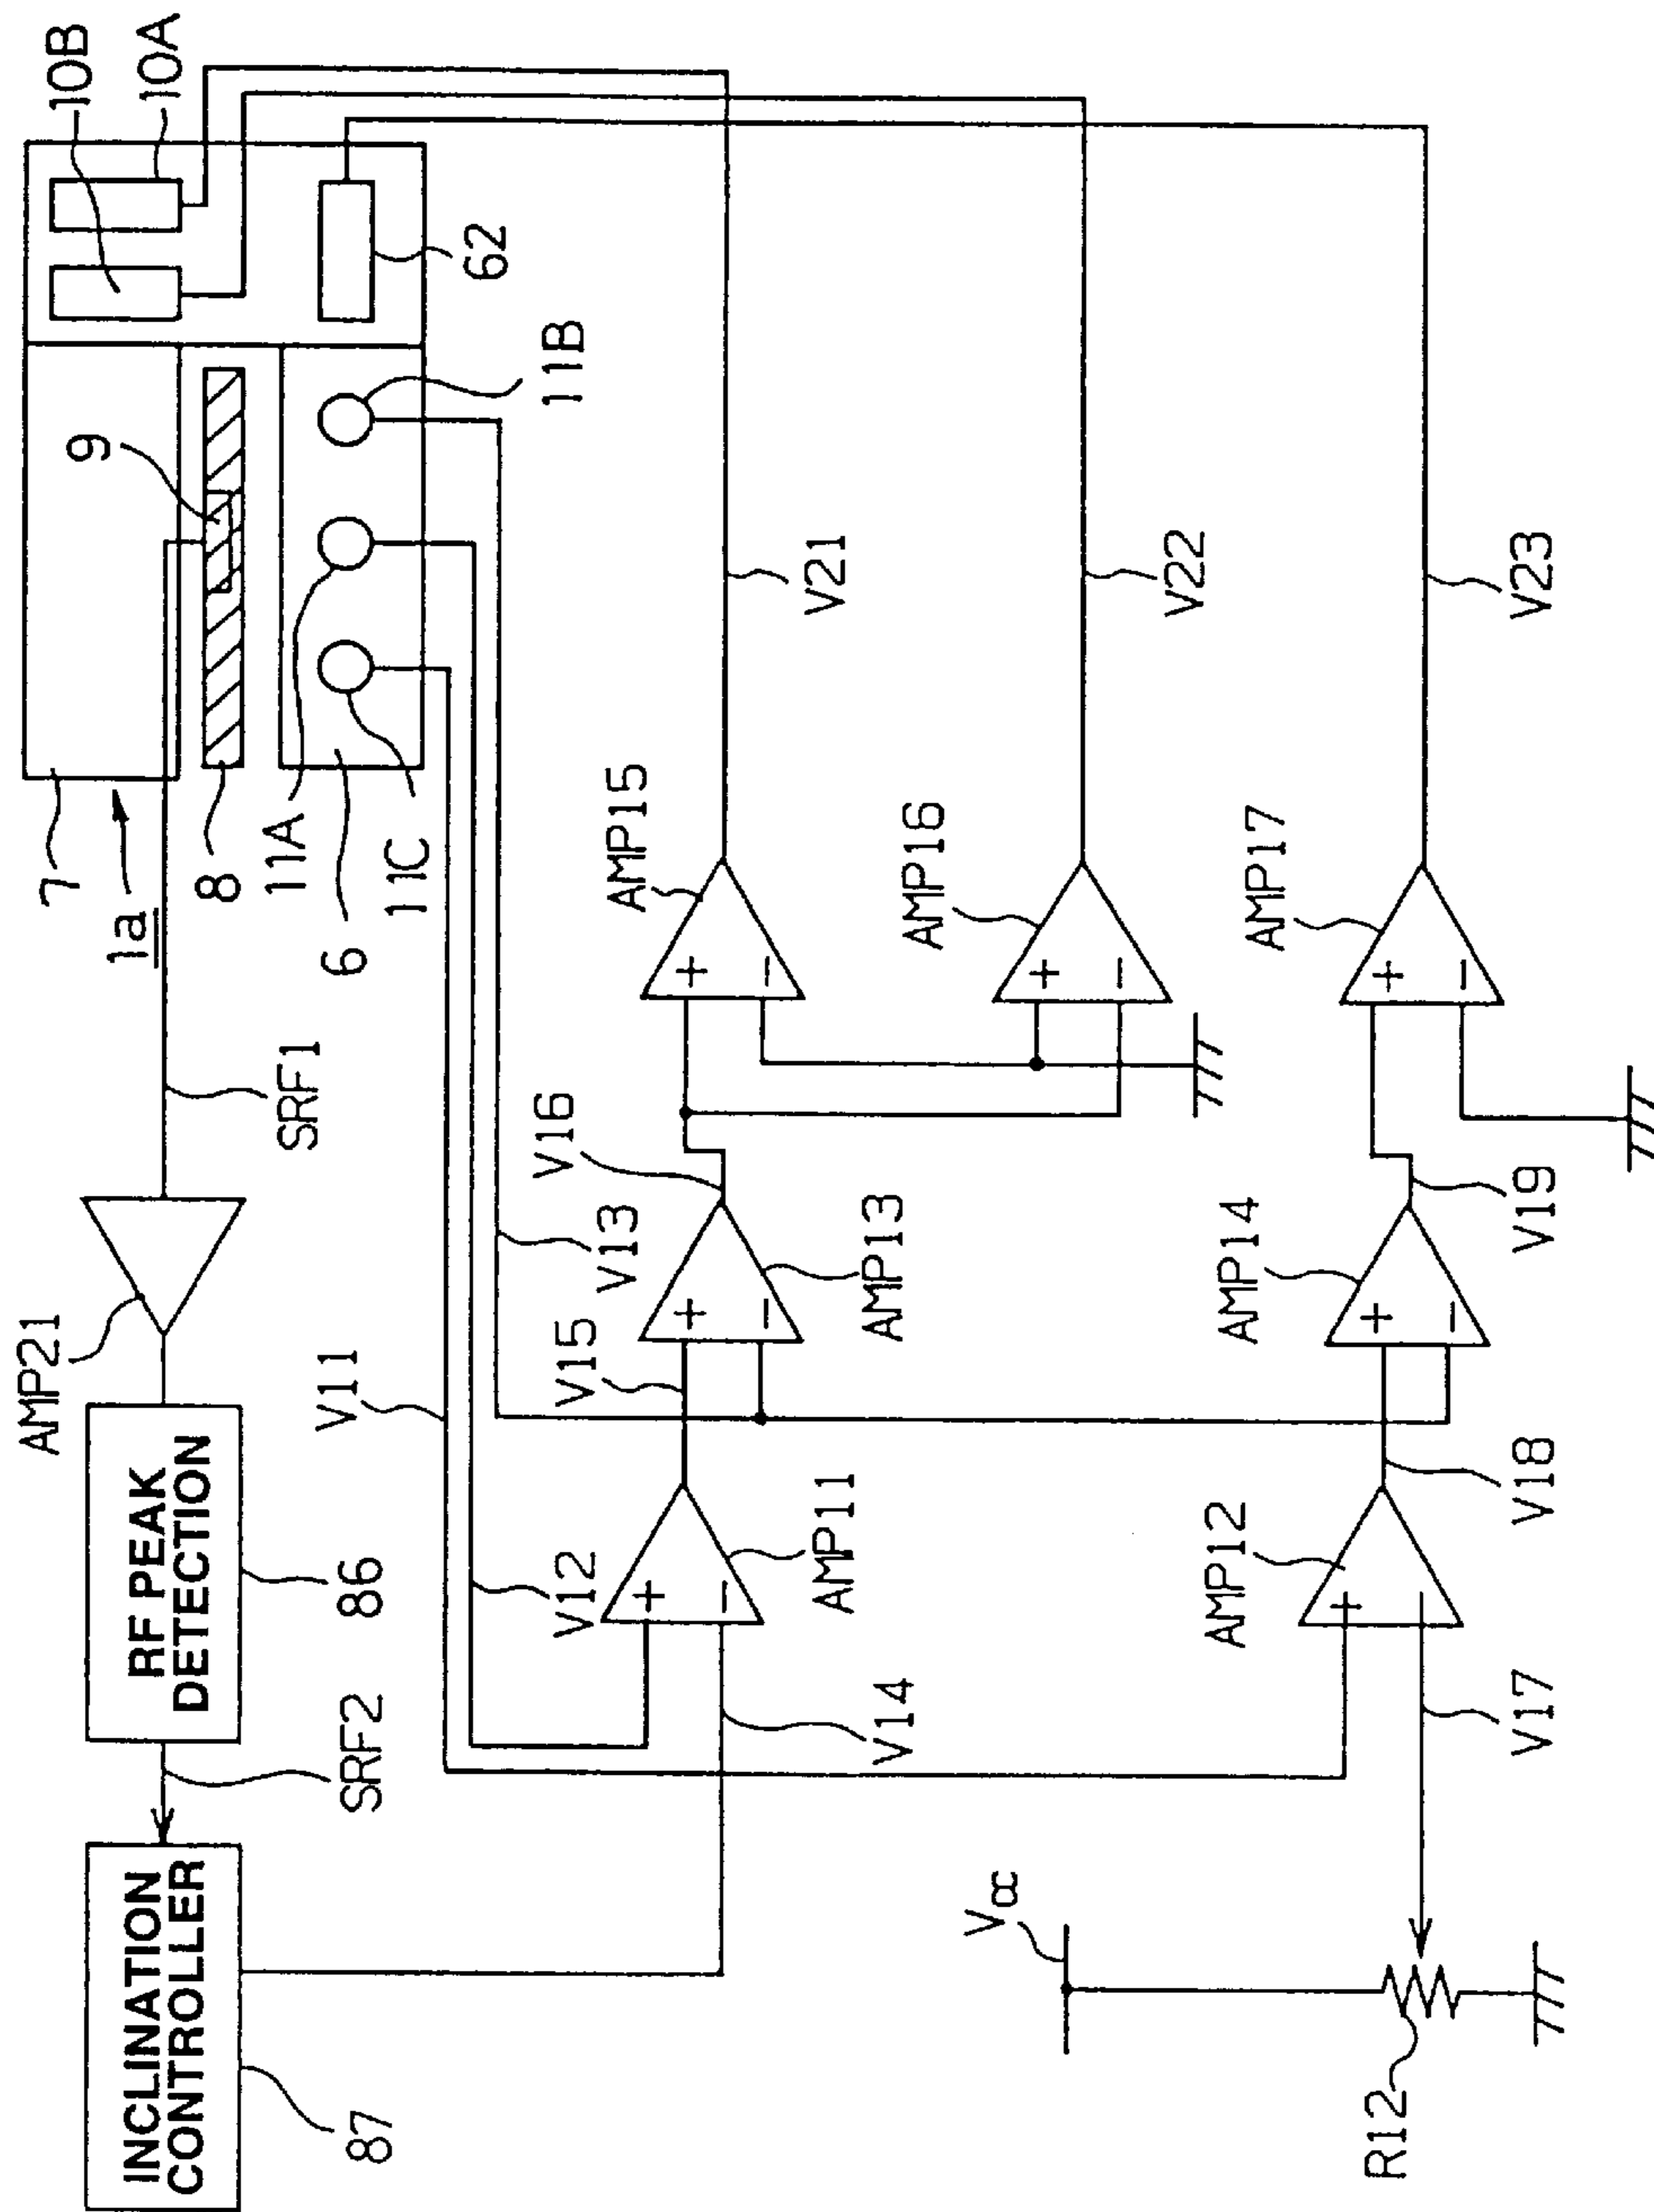 INCLINATION
CONTROLLER
87
SRF2
RF PEAK
DETECTION
86
AMP21
SRF1
1a
7
8
9
10B
10A
62
11A
11C
11B
6
V11
V12
V13
V14
AMP11
V15
AMP13
V16
AMP15
V21
AMP16
V22
Vcc
R12
V17
AMP12
V18
AMP14
V19
AMP17
V23
+
−
+
−
+
−
+
−
+
+
−
+
−